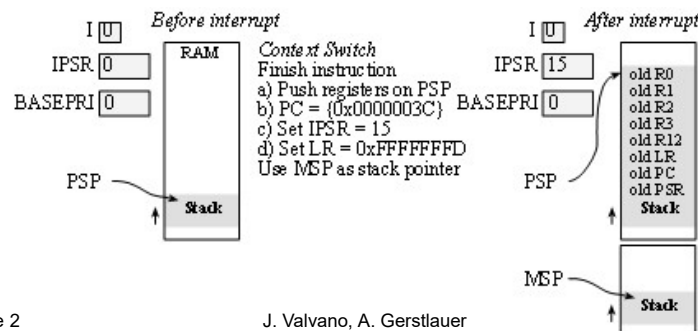 Before interrupt
I 0
IPSR 0
BASEPRI 0
RAM
PSP
Stack
Context Switch
Finish instruction
a) Push registers on PSP
b) PC = {0x0000003C}
c) Set IPSR = 15
d) Set LR = 0xFFFFFFFD
Use MSP as stack pointer
After interrupt
I 0
IPSR 15
BASEPRI 0
old R0
old R1
old R2
old R3
old R12
old LR
old PC
old PSR
PSP
Stack
MSP
Stack
e 2
J. Valvano, A. Gerstlauer